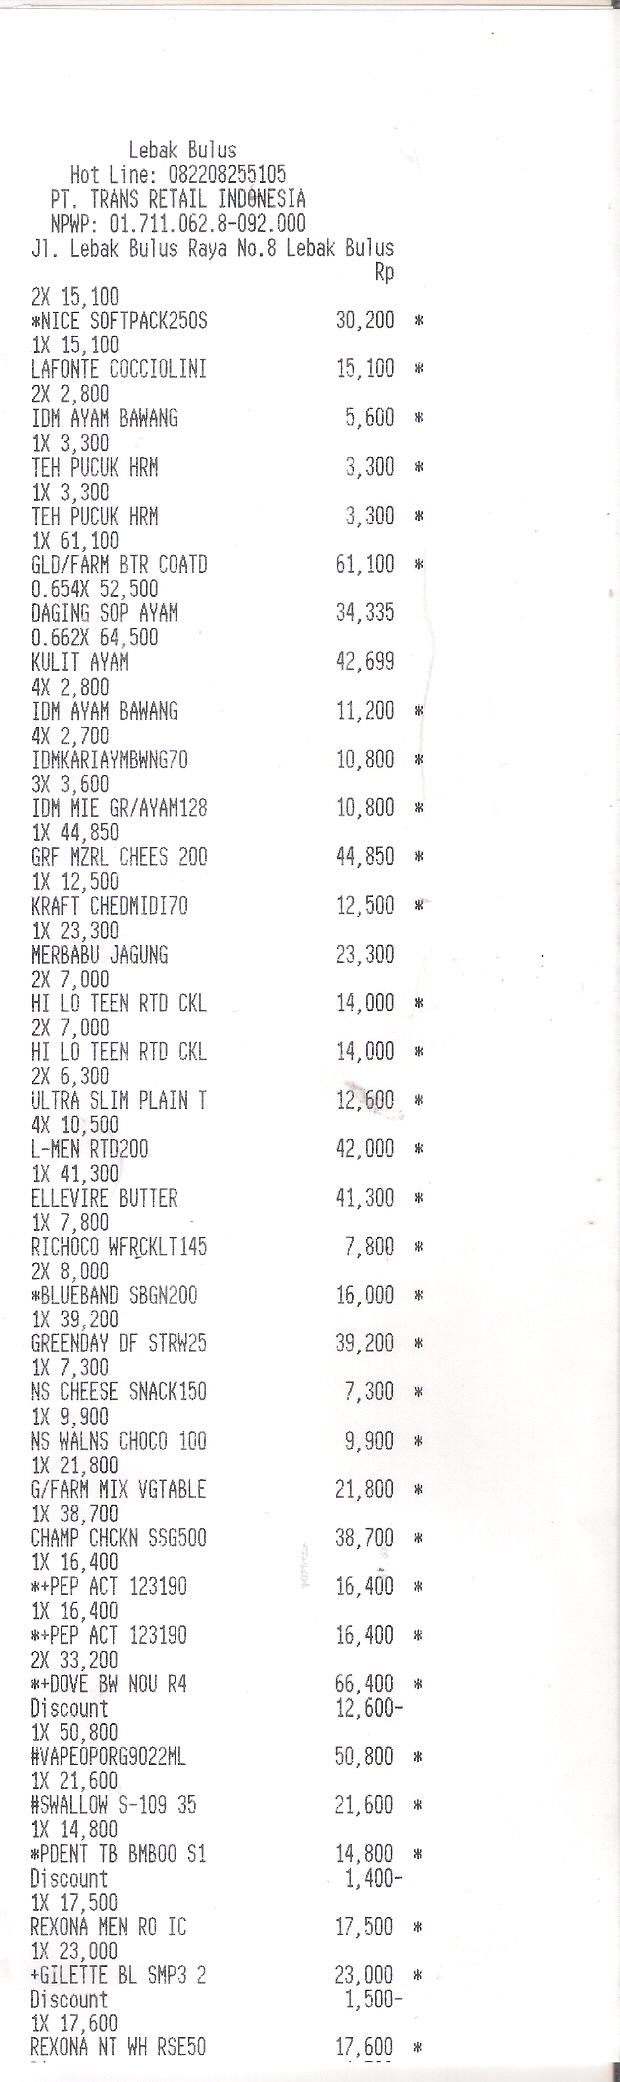 Lebak Bulus
Hot Line: 082208255105
PT. TRANS RETAIL INDONESIA
NPWP: 01.711.062.8-092.000
Jl. Lebak Bulus Raya No.8 Lebak Bulus
Rp
2X 15,100
*NICE SOFTPACK250S 30,200 *
1X 15,100
LAFONTE COCCIOLINI 15,100 *
2X 2,800
IDM AYAM BAWANG 5,600 *
1X 3,300
TEH PUCUK HRM 3,300 *
1X 3,300
TEH PUCUK HRM 3,300 *
1X 61,100
GLD/FARM BTR COATD 61,100 *
0.654X 52,500
DAGING SOP AYAM 34,335
0.662X 64,500
KULIT AYAM 42,699
4X 2,800
IDM AYAM BAWANG 11,200 *
4X 2,700
IDMKARIAYMBWNG70 10,800 *
3X 3,600
IDM MIE GR/AYAM128 10,800 *
1X 44,850
GRF MZRL CHEES 200 44,850 *
1X 12,500
KRAFT CHEDMIDI70 12,500 *
1X 23,300
MERBABU JAGUNG 23,300
2X 7,000
HI LO TEEN RTD CKL 14,000 *
2X 7,000
HI LO TEEN RTD CKL 14,000 *
2X 6,300
ULTRA SLIM PLAIN T 12,600 *
4X 10,500
L-MEN RTD200 42,000 *
1X 41,300
ELLEVIRE BUTTER 41,300 *
1X 7,800
RICHOCO WFRCKLT145 7,800 *
2X 8,000
*BLUEBAND SBGN200 16,000 *
1X 39,200
GREENDAY DF STRW25 39,200 *
1X 7,300
NS CHEESE SNACK150 7,300 *
1X 9,900
NS WALNS CHOCO 100 9,900 *
1X 21,800
G/FARM MIX VGTABLE 21,800 *
1X 38,700
CHAMP CHCKN SSG500 38,700 *
1X 16,400
*+PEP ACT 123190 16,400 *
1X 16,400
*+PEP ACT 123190 16,400 *
2X 33,200
*+DOVE BW NOU R4 66,400 *
Discount 12,600-
1X 50,800
#VAPEOPORG9022ML 50,800 *
1X 21,600
#SWALLOW S-109 35 21,600 *
1X 14,800
*PDENT TB BMBOO S1 14,800 *
Discount 1,400-
1X 17,500
REXONA MEN RO IC 17,500 *
1X 23,000
+GILETTE BL SMP3 2 23,000 *
Discount 1,500-
1X 17,600
REXONA NT WH RSE50 17,600 *